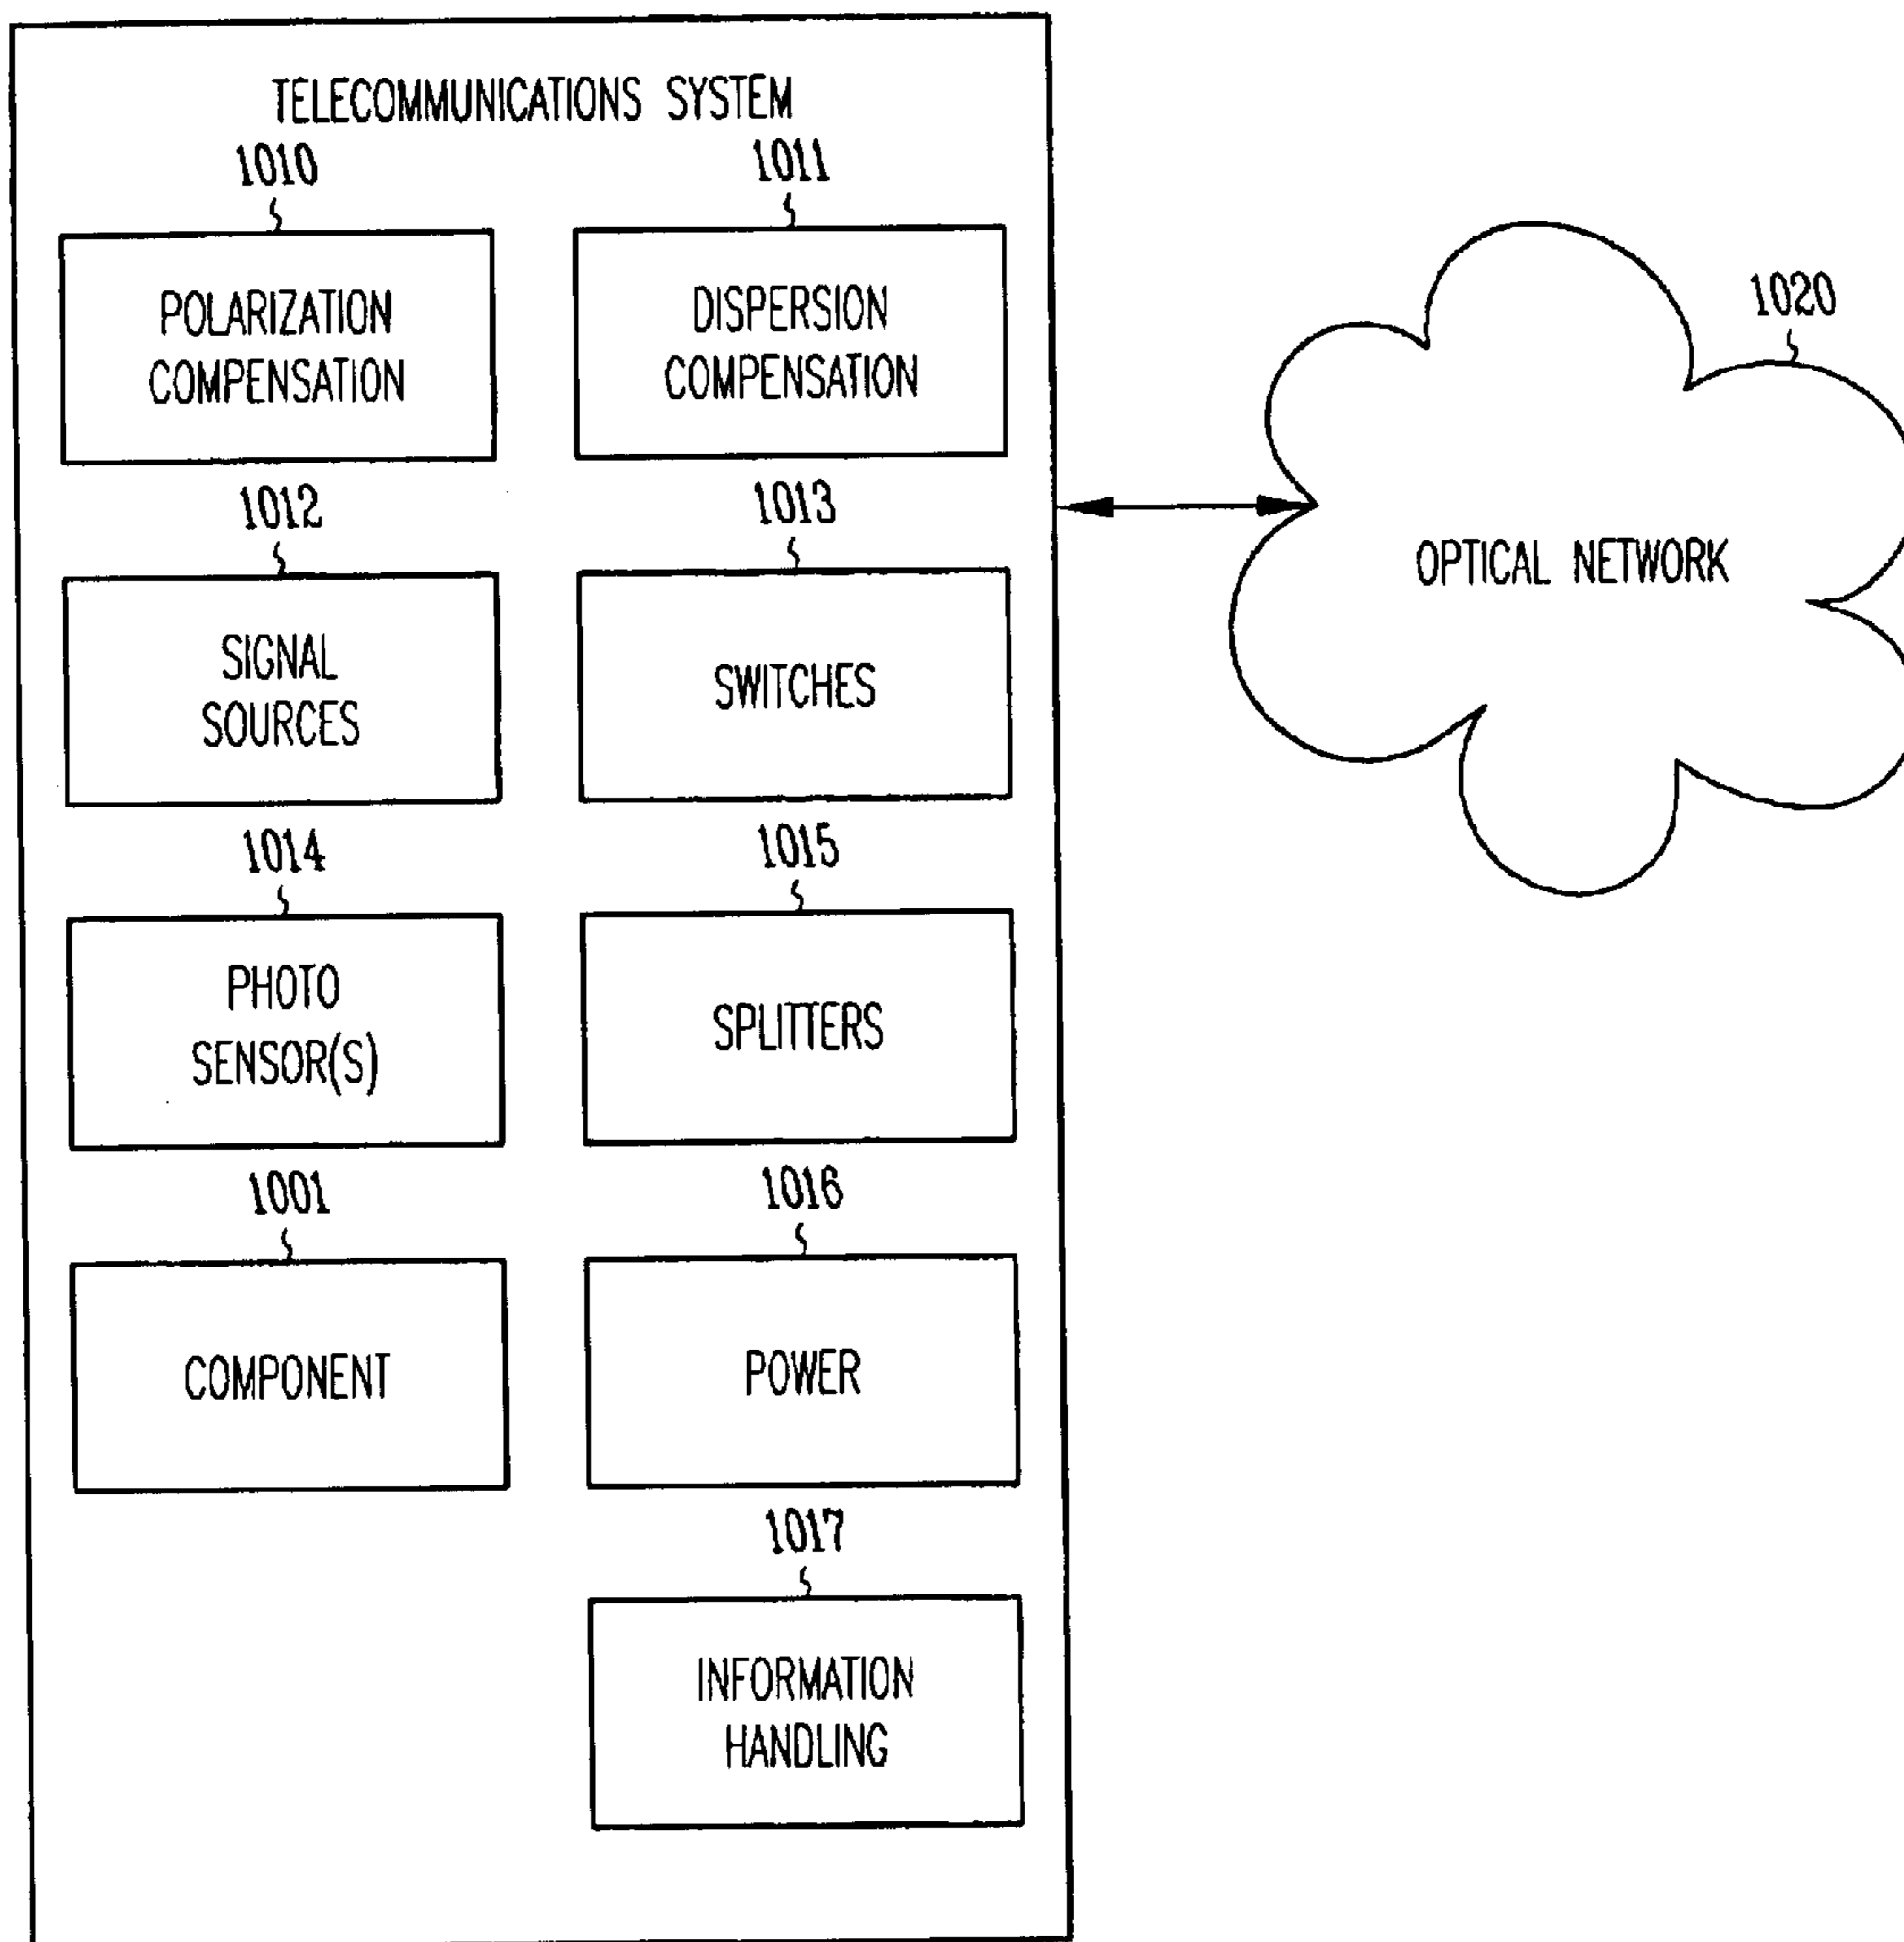 TELECOMMUNICATIONS SYSTEM
1010
POLARIZATION
COMPENSATION
1011
DISPERSION
COMPENSATION
1012
SIGNAL
SOURCES
1013
SWITCHES
1014
PHOTO
SENSOR(S)
1015
SPLITTERS
1001
COMPONENT
1016
POWER
1017
INFORMATION
HANDLING
1020
OPTICAL NETWORK